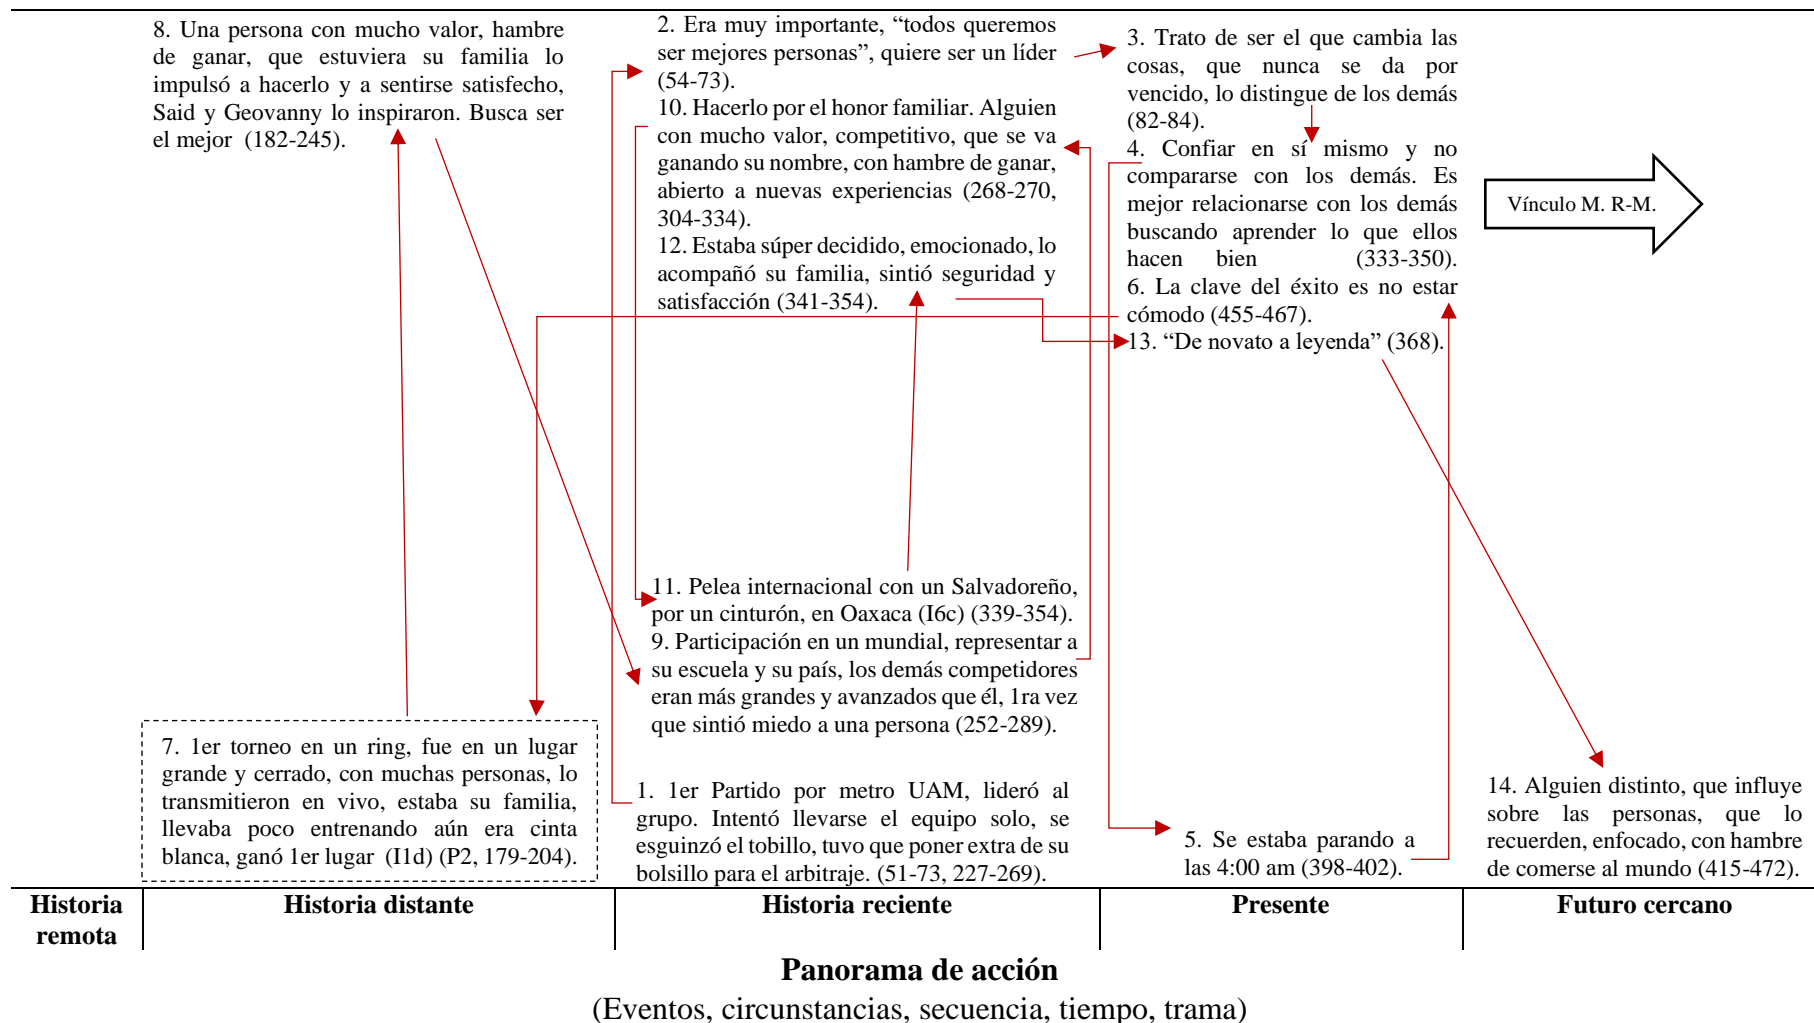 8. Una persona con mucho valor, hambre
de ganar, que estuviera su familia lo
impulsó a hacerlo y a sentirse satisfecho,
Said y Geovanny lo inspiraron. Busca ser
el mejor (182-245).
2. Era muy importante, “todos queremos
ser mejores personas”, quiere ser un líder
(54-73).
10. Hacerlo por el honor familiar. Alguien
con mucho valor, competitivo, que se va
ganando su nombre, con hambre de ganar,
abierto a nuevas experiencias (268-270,
304-334).
12. Estaba súper decidido, emocionado, lo
acompañó su familia, sintió seguridad y
satisfacción (341-354).
3. Trato de ser el que cambia las
cosas, que nunca se da por
vencido, lo distingue de los demás
(82-84).
4. Confiar en sí mismo y no
compararse con los demás. Es
mejor relacionarse con los demás
buscando aprender lo que ellos
hacen bien (333-350).
6. La clave del éxito es no estar
cómodo (455-467).
13. “De novato a leyenda” (368).
Vínculo M. R-M.
7. 1er torneo en un ring, fue en un lugar
grande y cerrado, con muchas personas, lo
transmitieron en vivo, estaba su familia,
llevaba poco entrenando aún era cinta
blanca, ganó 1er lugar (I1d) (P2, 179-204).
11. Pelea internacional con un Salvadoreño,
por un cinturón, en Oaxaca (I6c) (339-354).
9. Participación en un mundial, representar a
su escuela y su país, los demás competidores
eran más grandes y avanzados que él, 1ra vez
que sintió miedo a una persona (252-289).
1. 1er Partido por metro UAM, lideró al
grupo. Intentó llevarse el equipo solo, se
esguinzó el tobillo, tuvo que poner extra de su
bolsillo para el arbitraje. (51-73, 227-269).
5. Se estaba parando a
las 4:00 am (398-402).
14. Alguien distinto, que influye
sobre las personas, que lo
recuerden, enfocado, con hambre
de comerse al mundo (415-472).
Historia
remota
Historia distante
Historia reciente
Presente
Futuro cercano
Panorama de acción
(Eventos, circunstancias, secuencia, tiempo, trama)